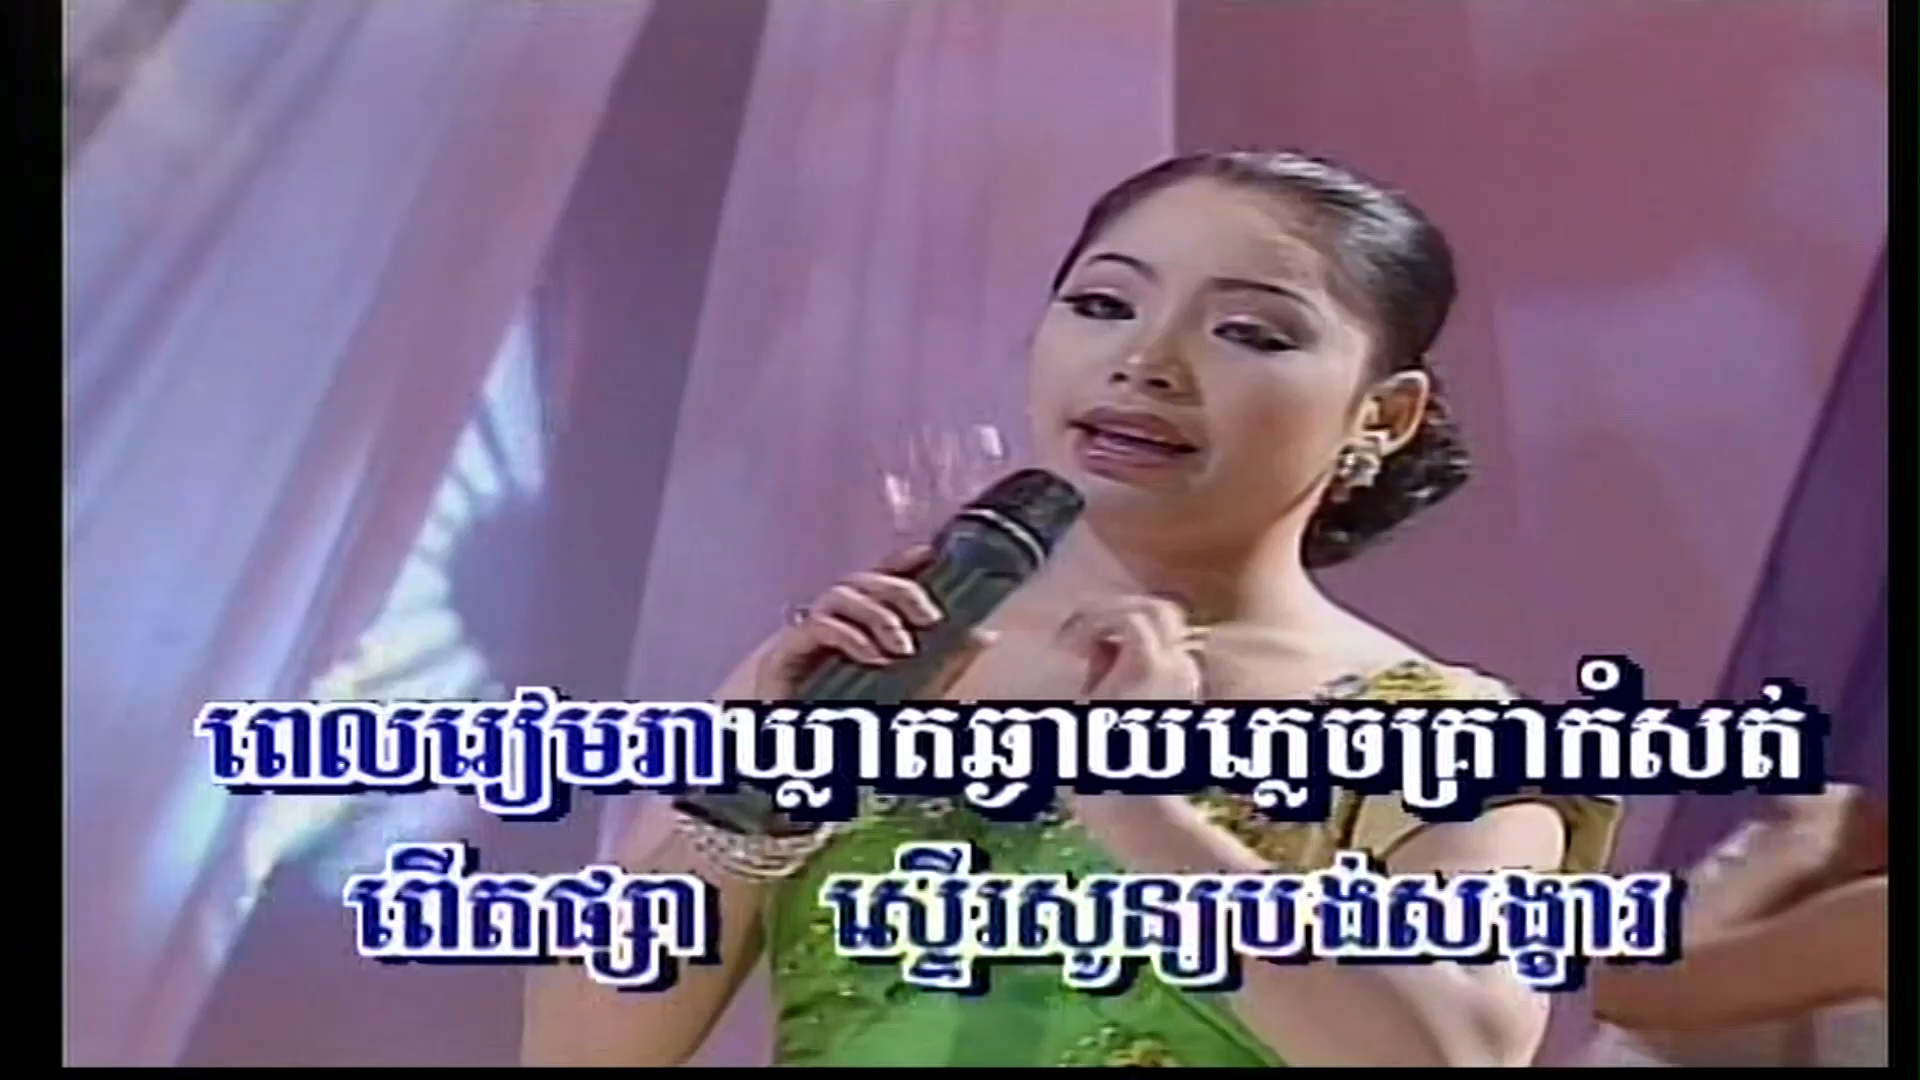 ពេលរៀមរាឃ្លាតឆ្ងាយភ្លេចគ្រាកំសត់
ពើតផ្សា ស្ទើរសូន្យបង់សង្ខារ